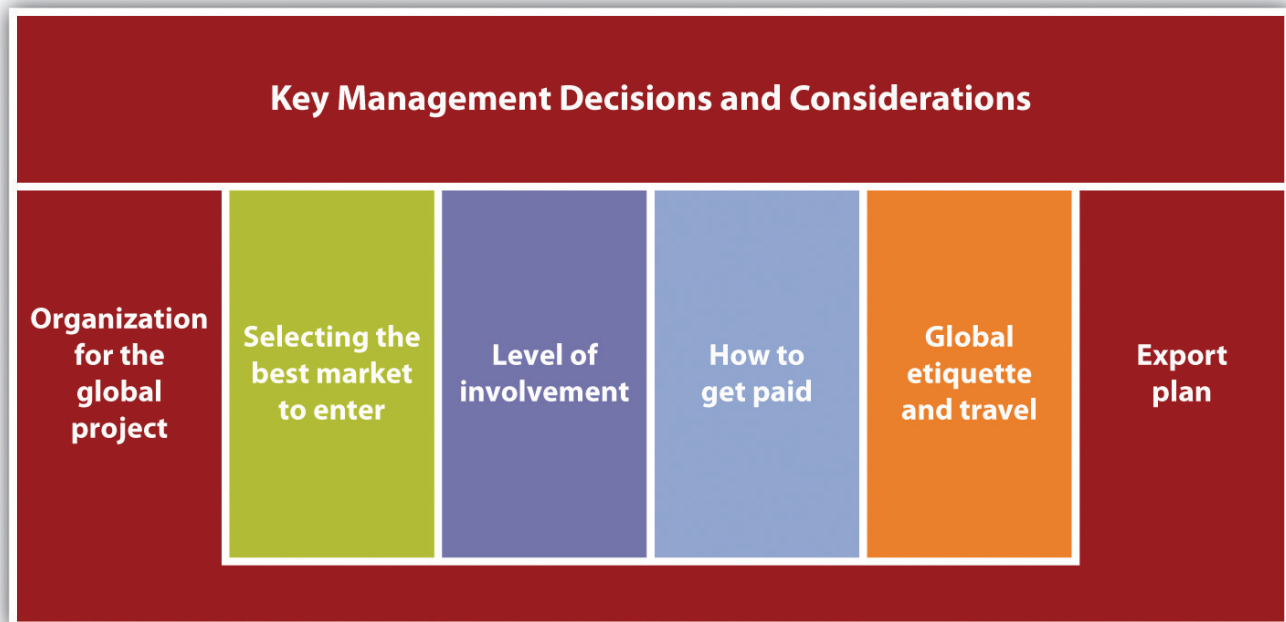 Key Management Decisions and Considerations
Organization
for the
global
project
Selecting the
best market
to enter
Level of
involvement
How to
get paid
Global
etiquette
and travel
Export
plan